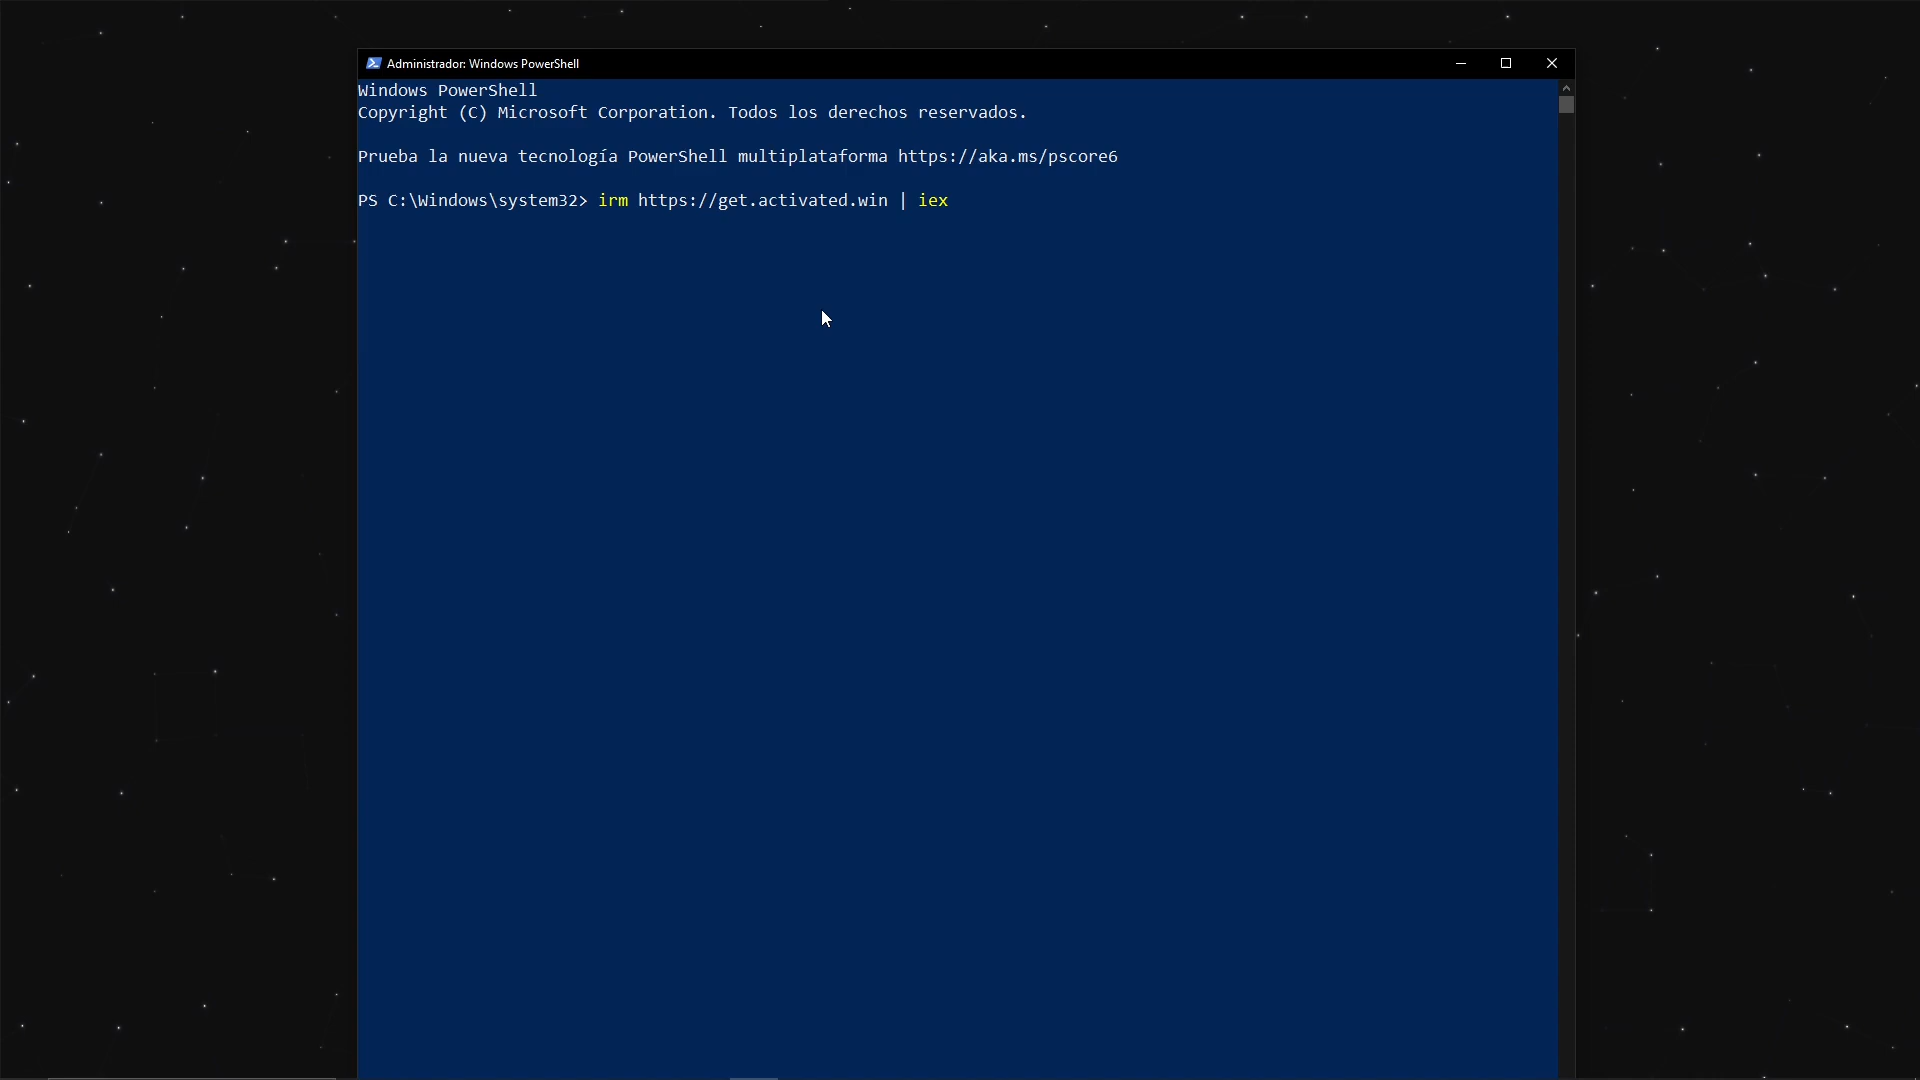 Administrador: Windows PowerShell
Windows PowerShell
Copyright (C) Microsoft Corporation. Todos los derechos reservados.
Prueba la nueva tecnología PowerShell multiplataforma https://aka.ms/pscore6
PS C:\Windows\system32> irm https://get.activated.win | iex